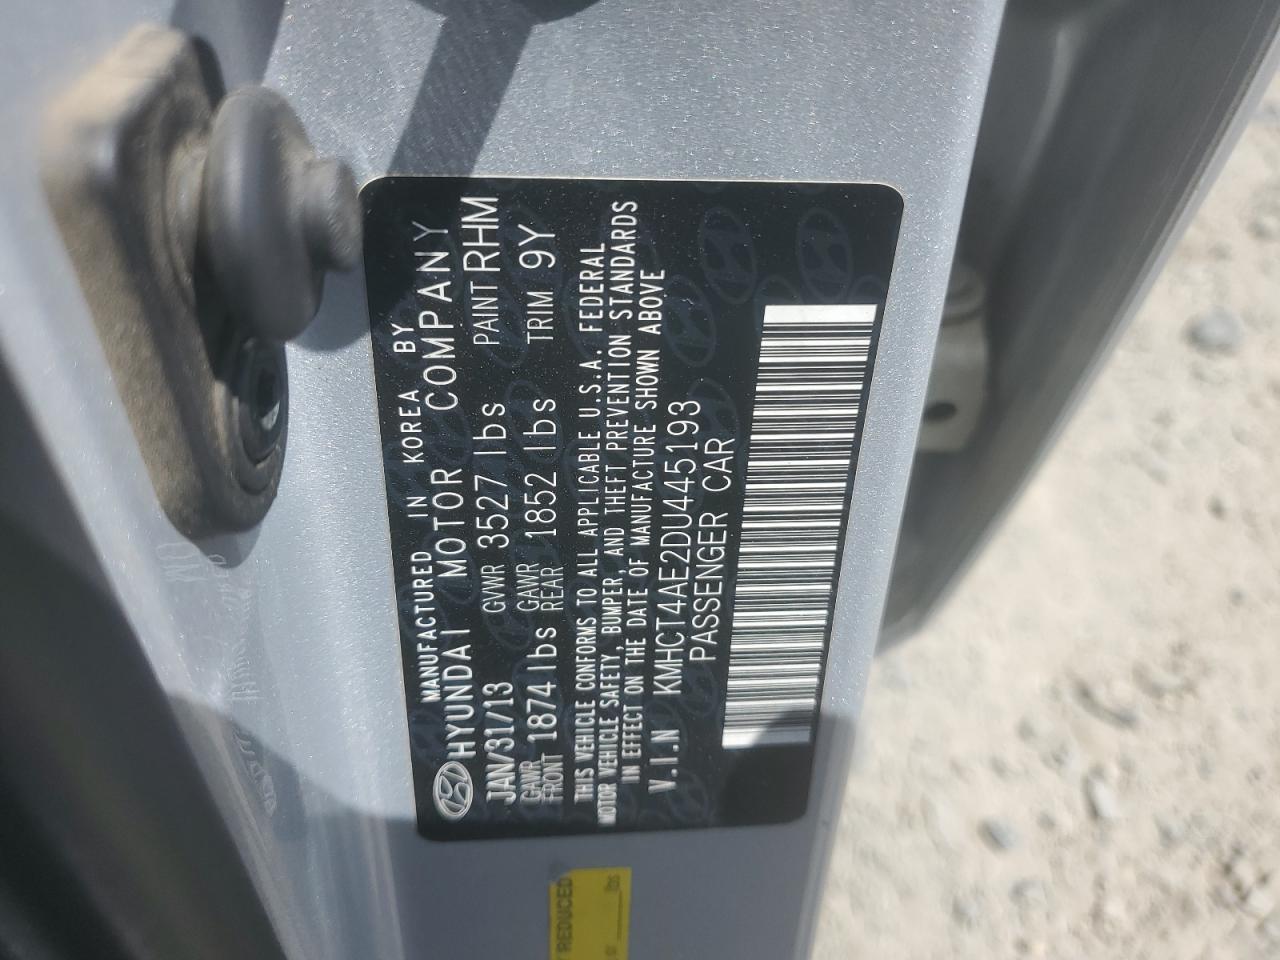 MANUFACTURED IN KOREA BY
HYUNDAI MOTOR COMPANY
JAN/31/13 GVWR 3527 lbs PAINT RHM
GAWR FRONT 1874 lbs GAWR REAR 1852 lbs TRIM 9Y
THIS VEHICLE CONFORMS TO ALL APPLICABLE U.S.A. FEDERAL
MOTOR VEHICLE SAFETY, BUMPER, AND THEFT PREVENTION STANDARDS
IN EFFECT ON THE DATE OF MANUFACTURE SHOWN ABOVE
V.I.N KMHCT4AE2DU445193
PASSENGER CAR
REDUCED
lbs